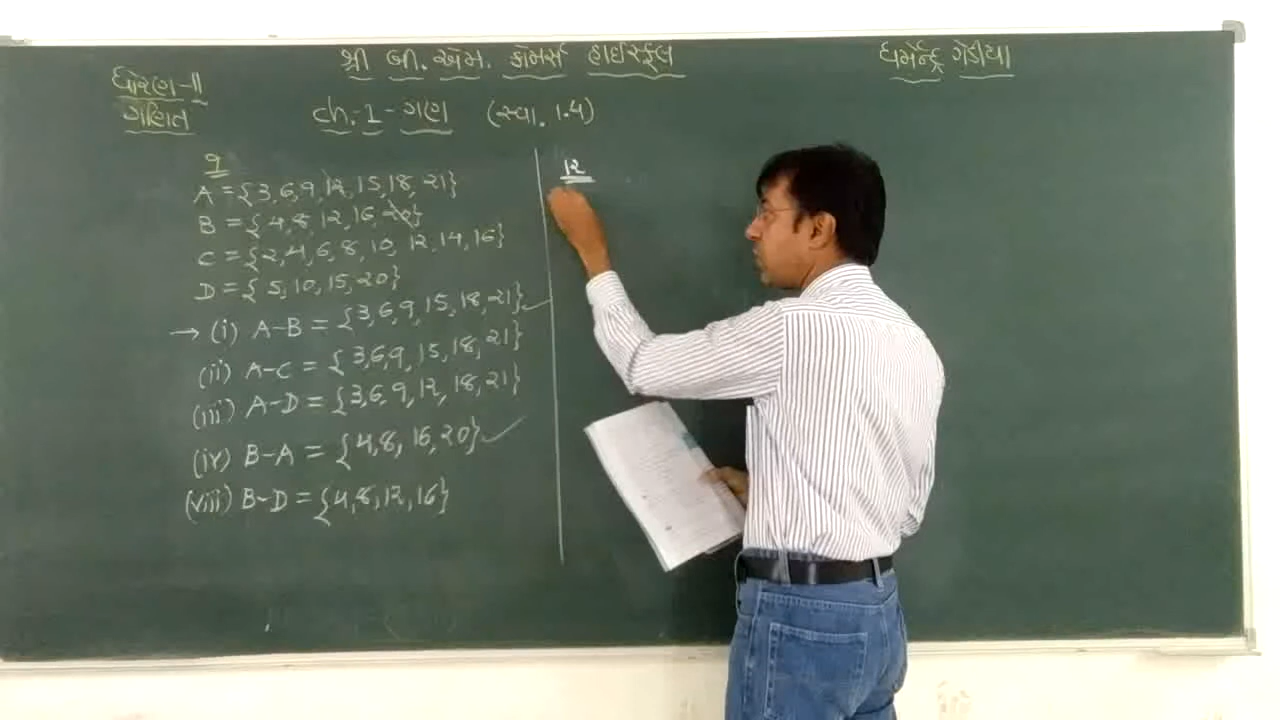 શ્રી બી. એમ. કોમર્સ હાઈસ્કૂલ
ધર્મેન્દ્ર ગેડીયા
ધોરણ-૧૧
ગણિત
ch.-1 - ગણ (સ્વા. 1.4)
9
A = {3,6,9,12,15,18,21}
B = {4,8,12,16,20}
C = {2,4,6,8,10,12,14,16}
D = {5,10,15,20}
→ (i) A-B = {3,6,9,15,18,21}
(ii) A-C = {3,6,9,15,18,21}
(iii) A-D = {3,6,9,12,18,21}
(iv) B-A = {4,8,16,20}
(viii) B-D = {4,8,12,16}
12